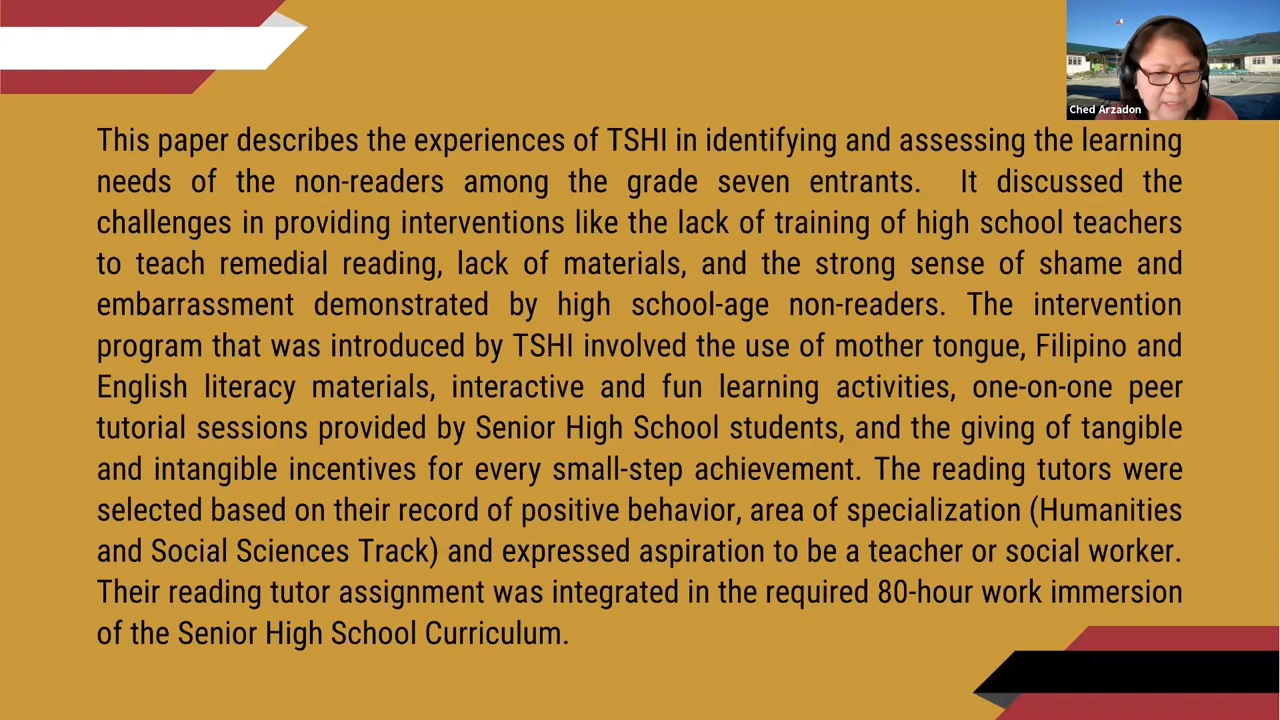 Ched Arzadon
This paper describes the experiences of TSHI in identifying and assessing the learning
needs of the non-readers among the grade seven entrants. It discussed the
challenges in providing interventions like the lack of training of high school teachers
to teach remedial reading, lack of materials, and the strong sense of shame and
embarrassment demonstrated by high school-age non-readers. The intervention
program that was introduced by TSHI involved the use of mother tongue, Filipino and
English literacy materials, interactive and fun learning activities, one-on-one peer
tutorial sessions provided by Senior High School students, and the giving of tangible
and intangible incentives for every small-step achievement. The reading tutors were
selected based on their record of positive behavior, area of specialization (Humanities
and Social Sciences Track) and expressed aspiration to be a teacher or social worker.
Their reading tutor assignment was integrated in the required 80-hour work immersion
of the Senior High School Curriculum.